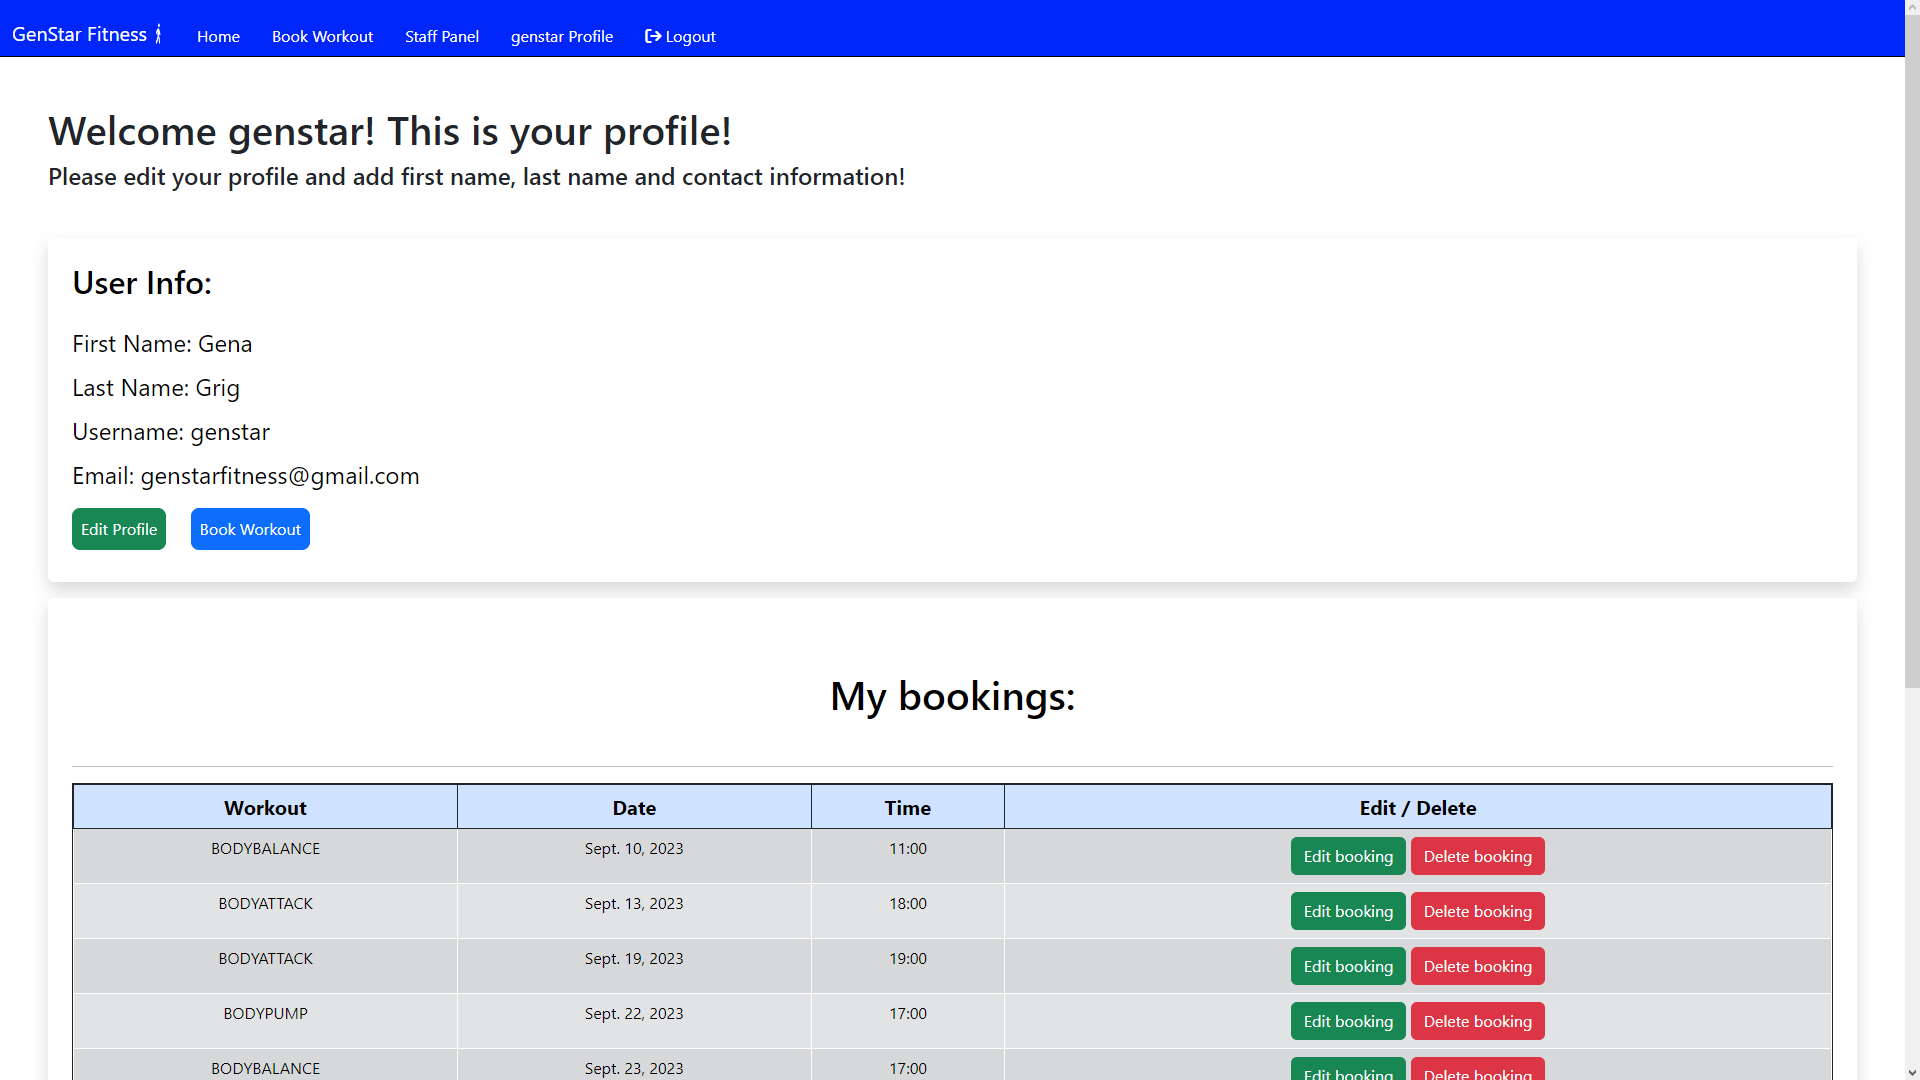 GenStar Fitness Home Book Workout Staff Panel genstar Profile Logout
Welcome genstar! This is your profile!
Please edit your profile and add first name, last name and contact information!
User Info:
First Name: Gena
Last Name: Grig
Username: genstar
Email: genstarfitness@gmail.com
Edit Profile Book Workout
My bookings:
Workout Date Time Edit / Delete
BODYBALANCE Sept. 10, 2023 11:00 Edit booking Delete booking
BODYATTACK Sept. 13, 2023 18:00 Edit booking Delete booking
BODYATTACK Sept. 19, 2023 19:00 Edit booking Delete booking
BODYPUMP Sept. 22, 2023 17:00 Edit booking Delete booking
BODYBALANCE Sept. 23, 2023 17:00 Edit booking Delete booking